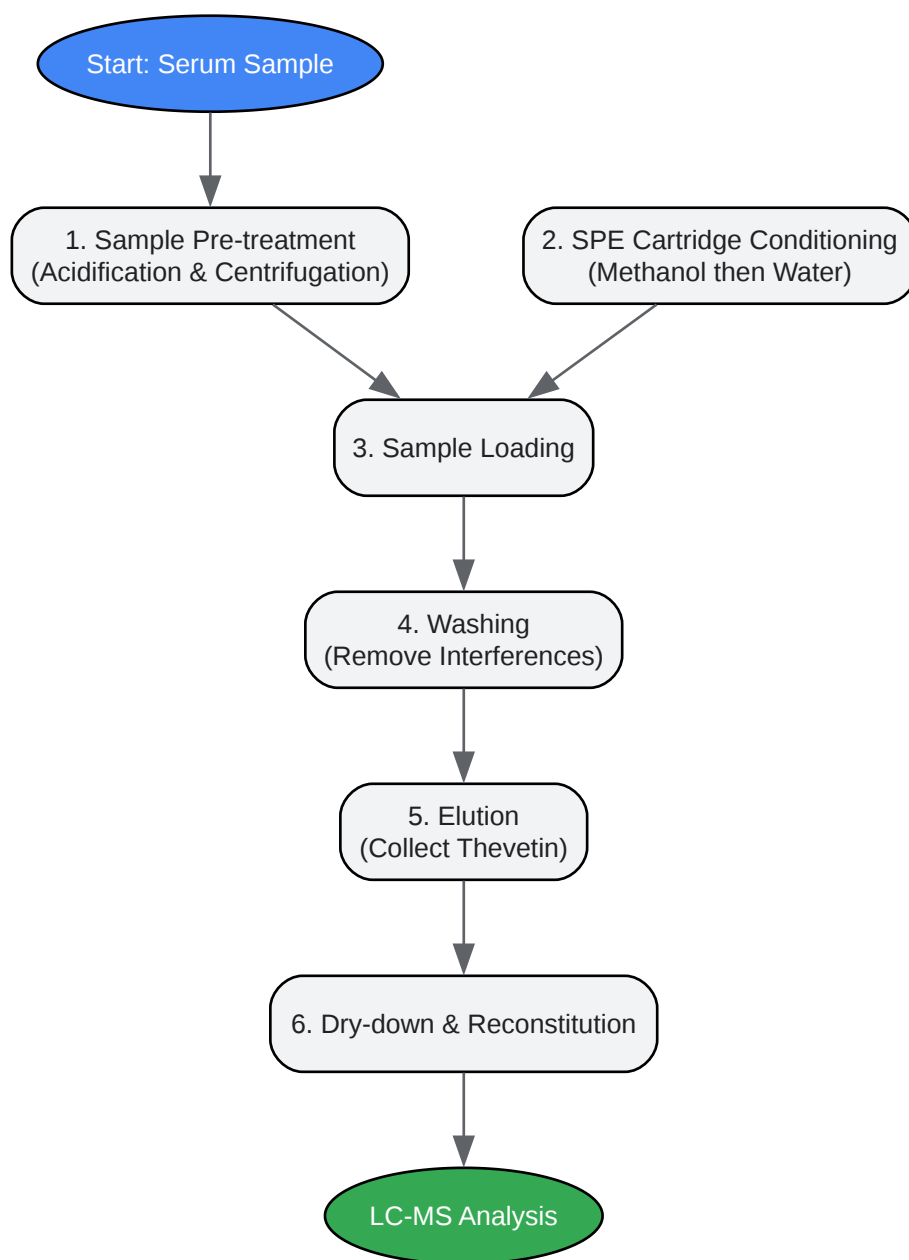 Start: Serum Sample
1. Sample Pre-treatment
(Acidification & Centrifugation)
2. SPE Cartridge Conditioning
(Methanol then Water)
3. Sample Loading
4. Washing
(Remove Interferences)
5. Elution
(Collect Thevetin)
6. Dry-down & Reconstitution
LC-MS Analysis